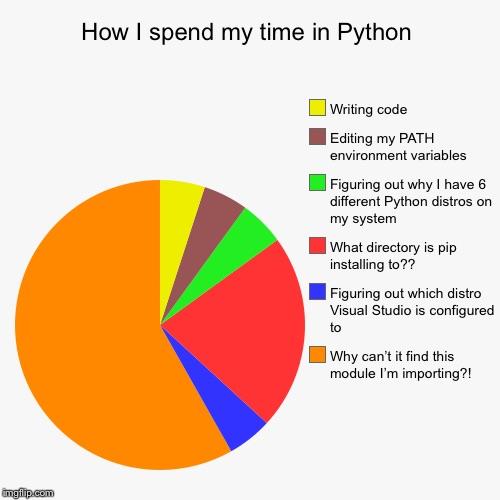 How I spend my time in Python
Writing code
Editing my PATH
environment variables
Figuring out why I have 6
different Python distros on
my system
What directory is pip
installing to??
Figuring out which distro
Visual Studio is configured
to
Why can’t it find this
module I’m importing?!
imgflip.com